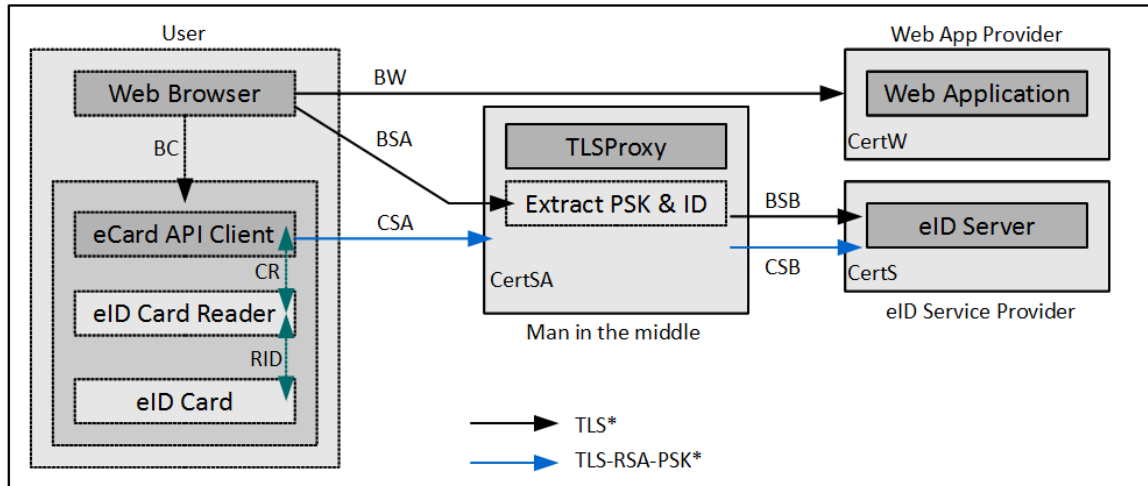 User
Web App Provider
Web Browser
BW
Web Application
CertW
BC
BSA
TLSProxy
Extract PSK & ID
BSB
eCard API Client
CSA
eID Server
CSB
CertS
CR
CertSA
eID Card Reader
eID Service Provider
Man in the middle
RID
eID Card
TLS*
TLS-RSA-PSK*